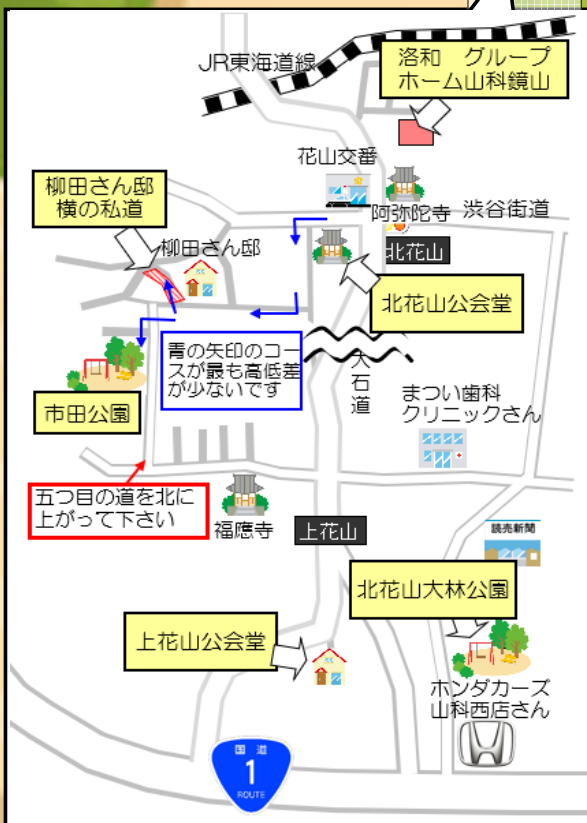 JR東海道線
洛和　グループ
ホーム山科鏡山
花山交番
柳田さん邸
横の私道
阿弥陀寺
渋谷街道
柳田さん邸
北花山
北花山公会堂
青の矢印のコー
スが最も高低差
が少ないです
大石道
まつい歯科
クリニックさん
市田公園
五つ目の道を北に
上がって下さい
福應寺
上花山
読売新聞
北花山大林公園
上花山公会堂
ホンダカーズ
山科西店さん
国道
1
ROUTE